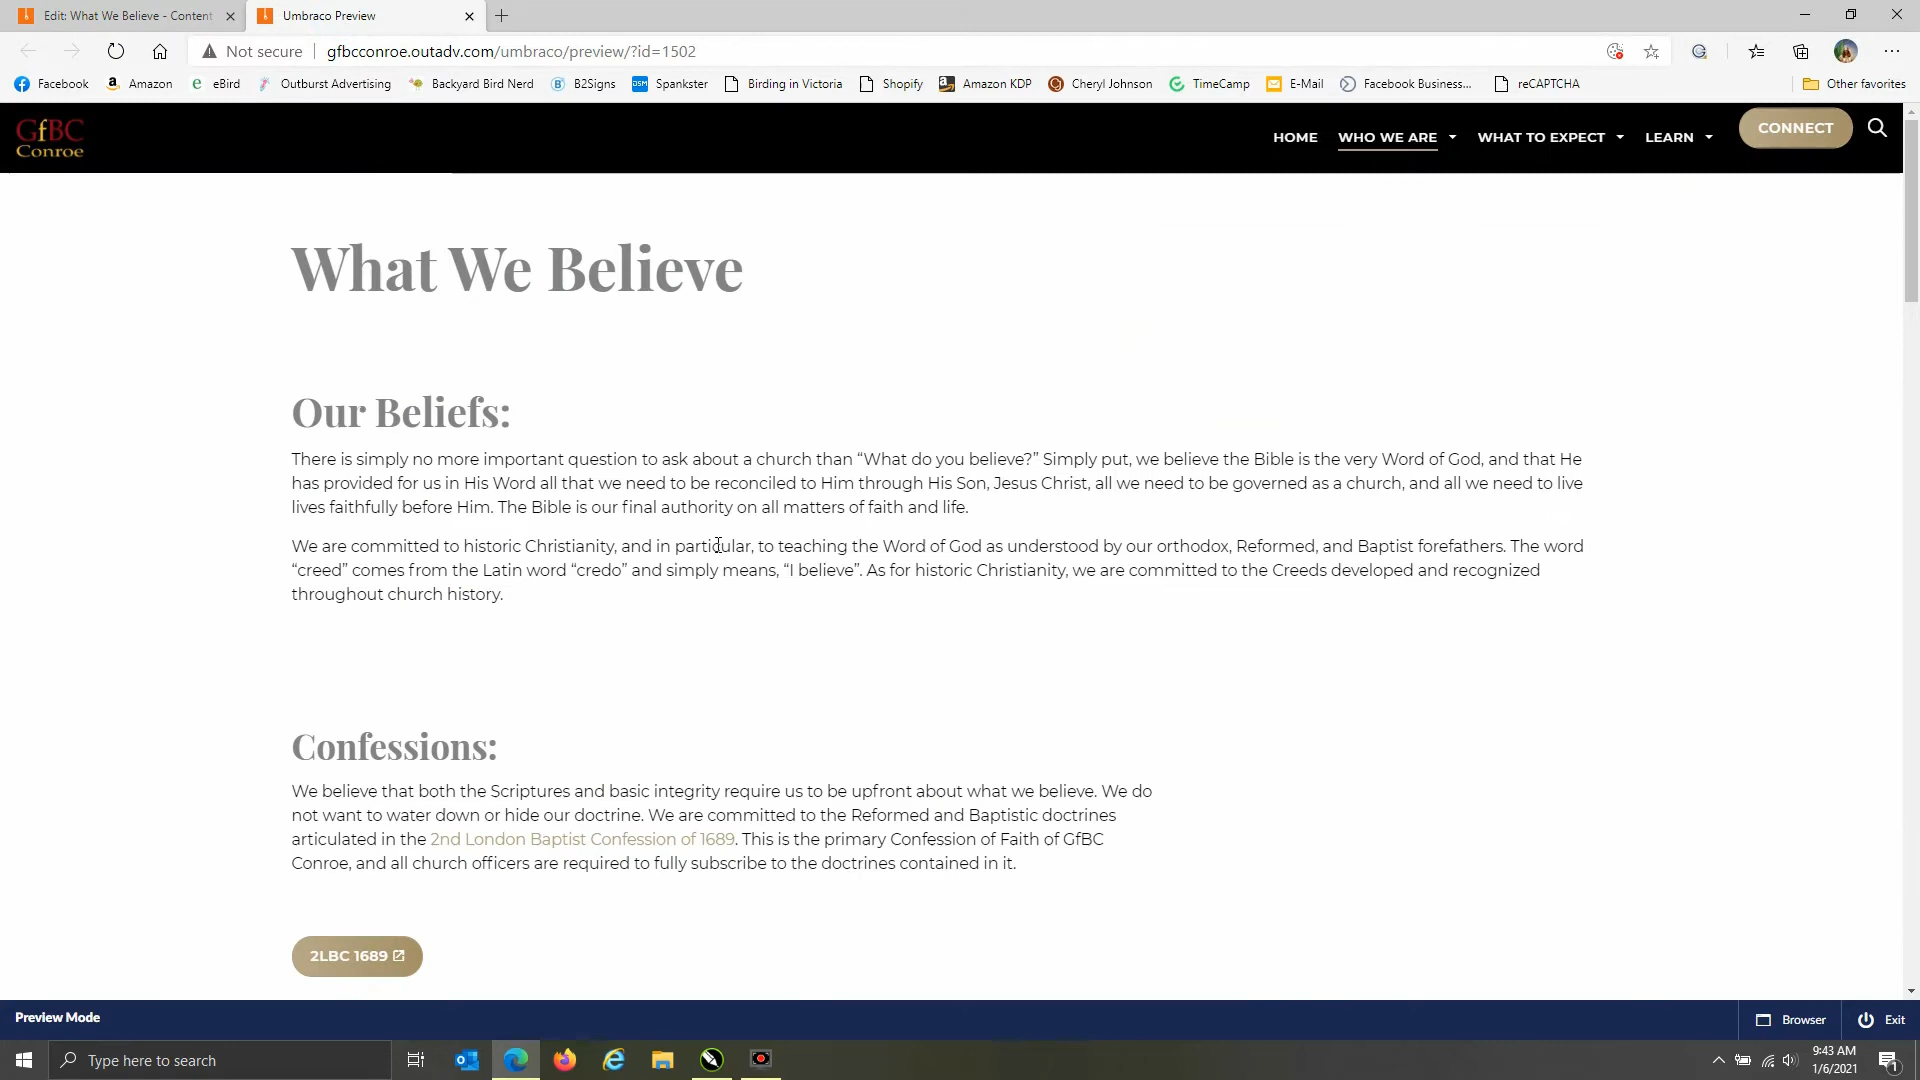 Edit: What We Believe - Content
Umbraco Preview
Not secure
gfbcconroe.outadv.com/umbraco/preview/?id=1502
Facebook
Amazon
eBird
Outburst Advertising
Backyard Bird Nerd
B2Signs
DSM Spankster
Birding in Victoria
Shopify
Amazon KDP
Cheryl Johnson
TimeCamp
E-Mail
Facebook Business...
reCAPTCHA
Other favorites
GfBC
Conroe
HOME
WHO WE ARE
WHAT TO EXPECT
LEARN
CONNECT
What We Believe
Our Beliefs:
There is simply no more important question to ask about a church than “What do you believe?” Simply put, we believe the Bible is the very Word of God, and that He
has provided for us in His Word all that we need to be reconciled to Him through His Son, Jesus Christ, all we need to be governed as a church, and all we need to live
lives faithfully before Him. The Bible is our final authority on all matters of faith and life.
We are committed to historic Christianity, and in particular, to teaching the Word of God as understood by our orthodox, Reformed, and Baptist forefathers. The word
“creed” comes from the Latin word “credo” and simply means, “I believe”. As for historic Christianity, we are committed to the Creeds developed and recognized
throughout church history.
Confessions:
We believe that both the Scriptures and basic integrity require us to be upfront about what we believe. We do
not want to water down or hide our doctrine. We are committed to the Reformed and Baptistic doctrines
articulated in the 2nd London Baptist Confession of 1689. This is the primary Confession of Faith of GfBC
Conroe, and all church officers are required to fully subscribe to the doctrines contained in it.
2LBC 1689
Preview Mode
Browser
Exit
Type here to search
9:43 AM
1/6/2021
1